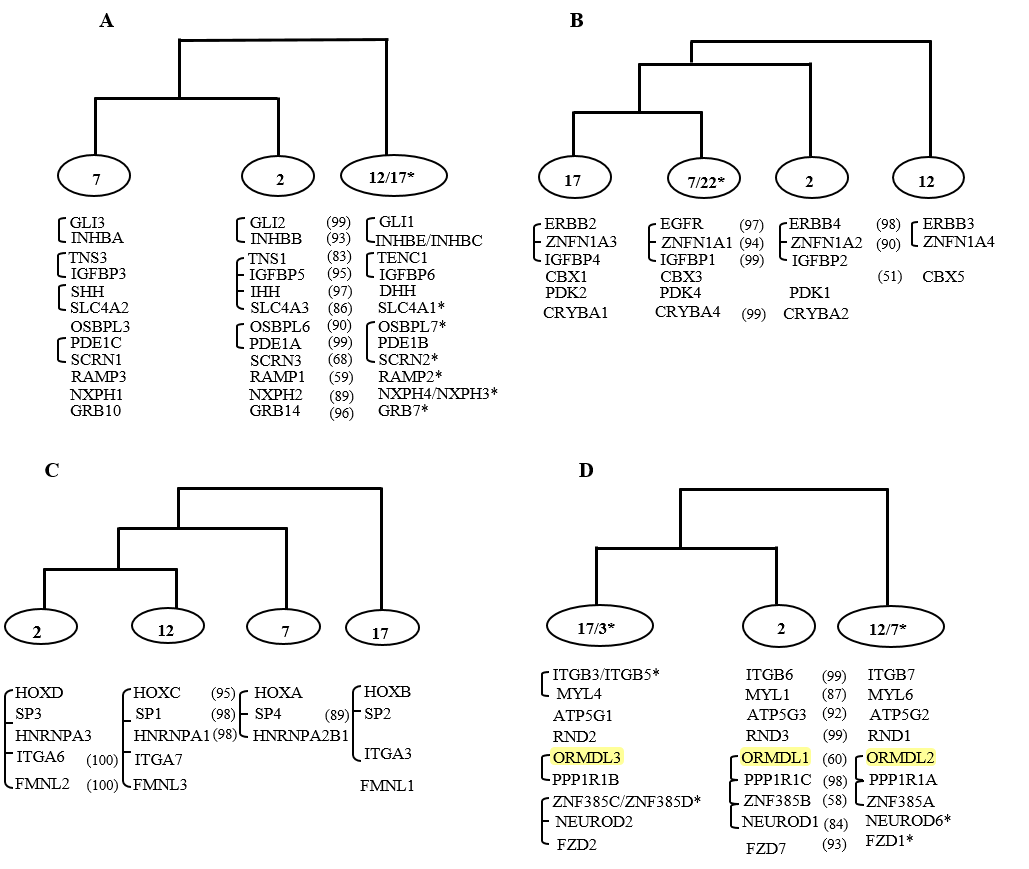 A
7 2 12/17*
GLI3 GLI2 (99) GLI1
INHBA INHBB (93) INHBE/INHBC
TNS3 TNS1 (83) TENC1
IGFBP3 IGFBP5 (95) IGFBP6
SHH IHH (97) DHH
SLC4A2 SLC4A3 (86) SLC4A1*
OSBPL3 OSBPL6 (90) OSBPL7*
PDE1C PDE1A (99) PDE1B
SCRN1 SCRN3 (68) SCRN2*
RAMP3 RAMP1 (59) RAMP2*
NXPH1 NXPH2 (89) NXPH4/NXPH3*
GRB10 GRB14 (96) GRB7*
B
17 7/22* 2 12
ERBB2 EGFR (97) ERBB4 (98) ERBB3
ZNFN1A3 ZNFN1A1 (94) ZNFN1A2 (90) ZNFN1A4
IGFBP4 IGFBP1 (99) IGFBP2
CBX1 CBX3 (51) CBX5
PDK2 PDK4 PDK1
CRYBA1 CRYBA4 (99) CRYBA2
C
2 12 7 17
HOXD HOXC (95) HOXA HOXB
SP3 SP1 (98) SP4 (89) SP2
HNRNPA3 HNRNPA1 (98) HNRNPA2B1
ITGA6 (100) ITGA7 ITGA3
FMNL2 (100) FMNL3 FMNL1
D
17/3* 2 12/7*
ITGB3/ITGB5* ITGB6 (99) ITGB7
MYL4 MYL1 (87) MYL6
ATP5G1 ATP5G3 (92) ATP5G2
RND2 RND3 (99) RND1
ORMDL3 ORMDL1 (60) ORMDL2
PPP1R1B PPP1R1C (98) PPP1R1A
ZNF385C/ZNF385D* ZNF385B (58) ZNF385A
NEUROD2 NEUROD1 (84) NEUROD6*
FZD2 FZD7 (93) FZD1*